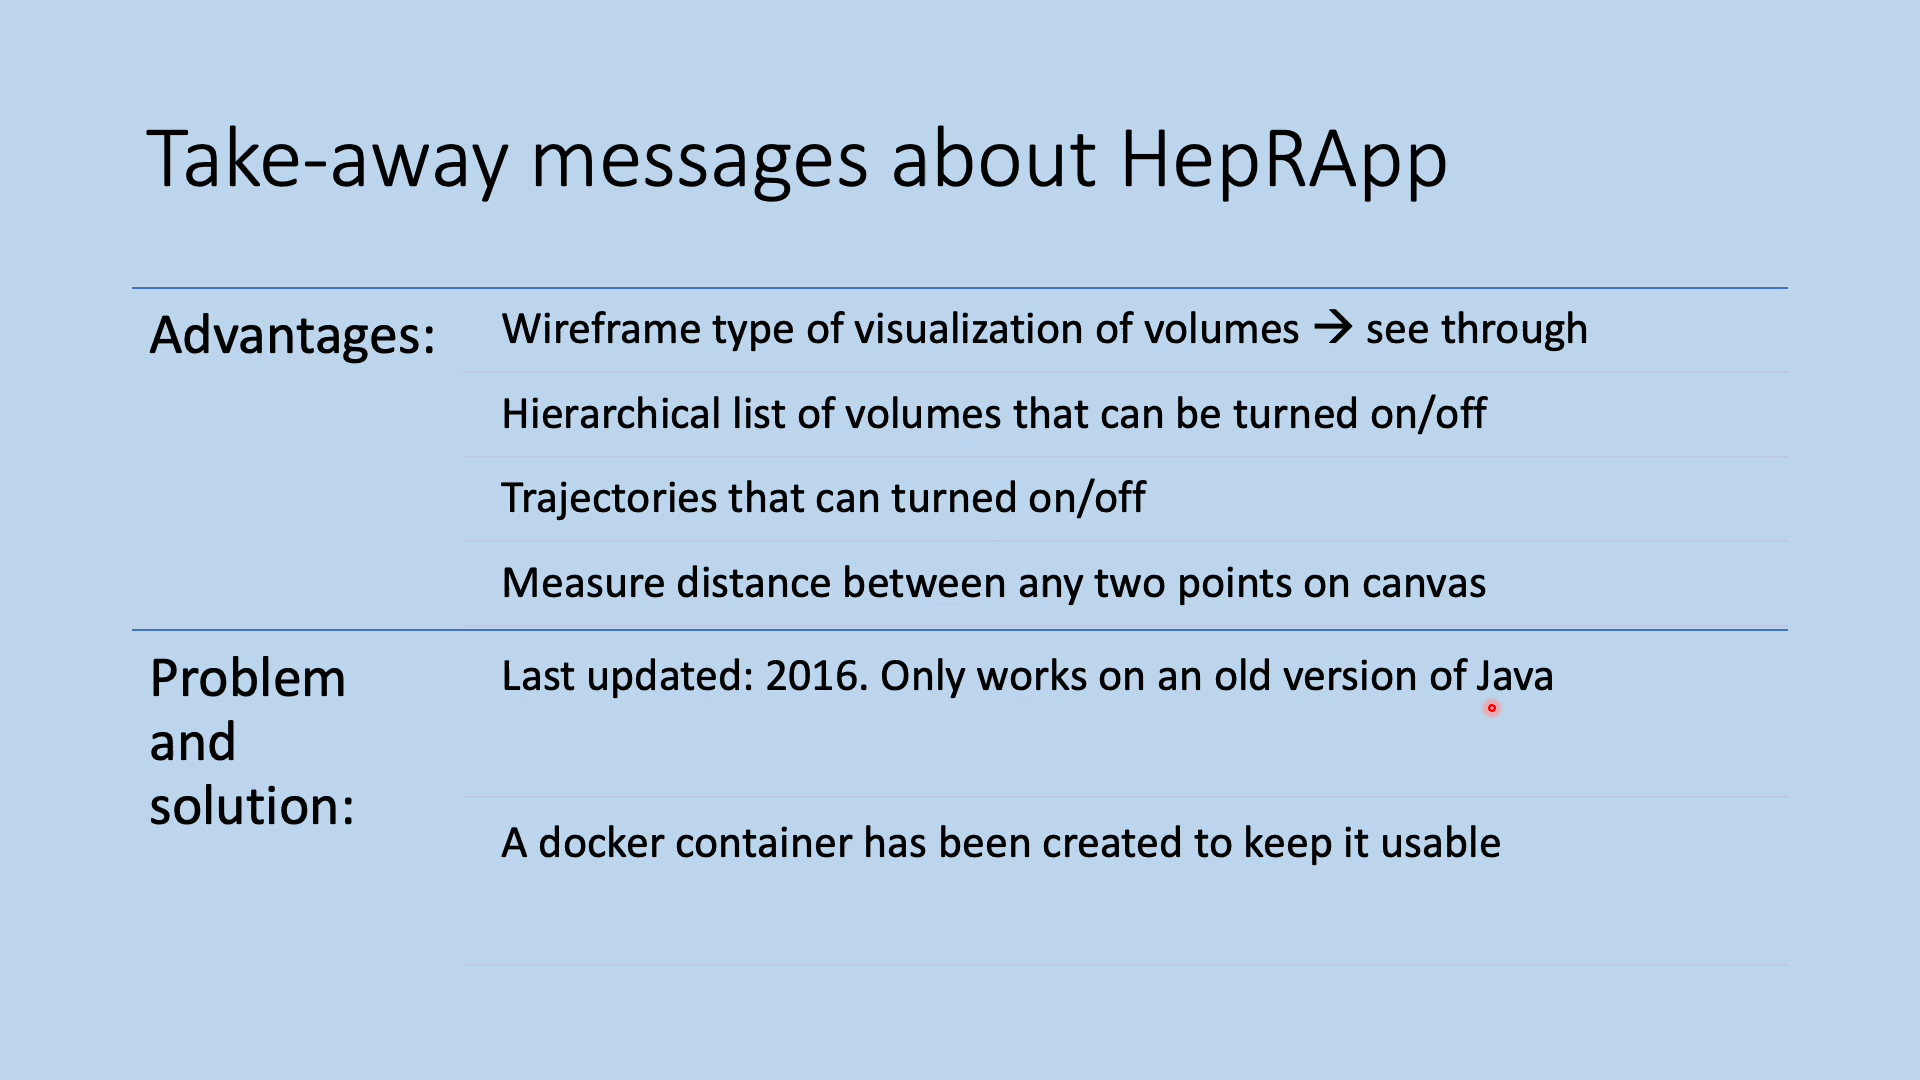 Take-away messages about HepRApp
Advantages:
Wireframe type of visualization of volumes → see through
Hierarchical list of volumes that can be turned on/off
Trajectories that can turned on/off
Measure distance between any two points on canvas
Problem
and
solution:
Last updated: 2016. Only works on an old version of Java
A docker container has been created to keep it usable